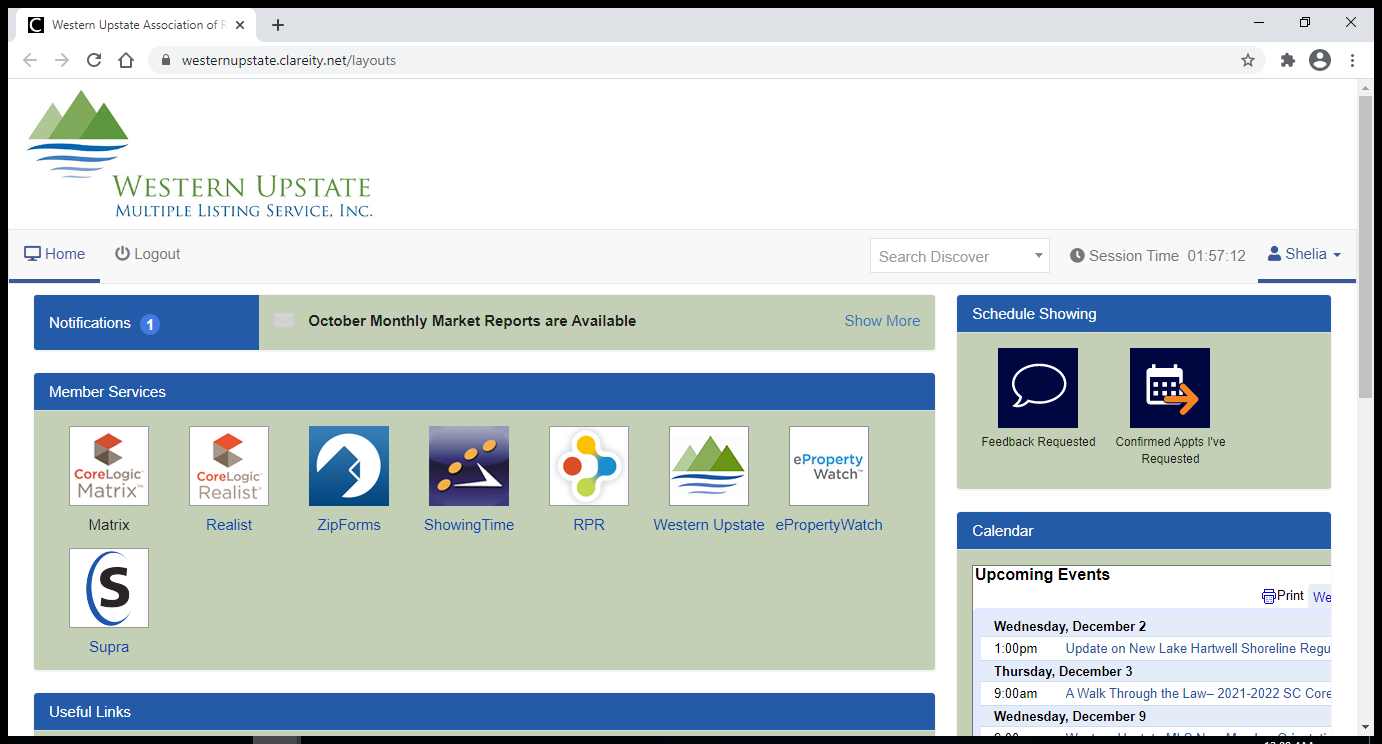 Western Upstate Association of R
westernupstate.clareity.net/layouts
WESTERN UPSTATE
MULTIPLE LISTING SERVICE, INC.
Home
Logout
Search Discover
Session Time 01:57:12
Shelia
Notifications 1
October Monthly Market Reports are Available
Show More
Member Services
CoreLogic
Matrix™
Matrix
CoreLogic
Realist
Realist
ZipForms
ShowingTime
RPR
Western Upstate
eProperty
Watch™
ePropertyWatch
S
Supra
Useful Links
Schedule Showing
Feedback Requested
Confirmed Appts I've
Requested
Calendar
Upcoming Events
Print
We
Wednesday, December 2
1:00pm Update on New Lake Hartwell Shoreline Regu
Thursday, December 3
9:00am A Walk Through the Law– 2021-2022 SC Core
Wednesday, December 9